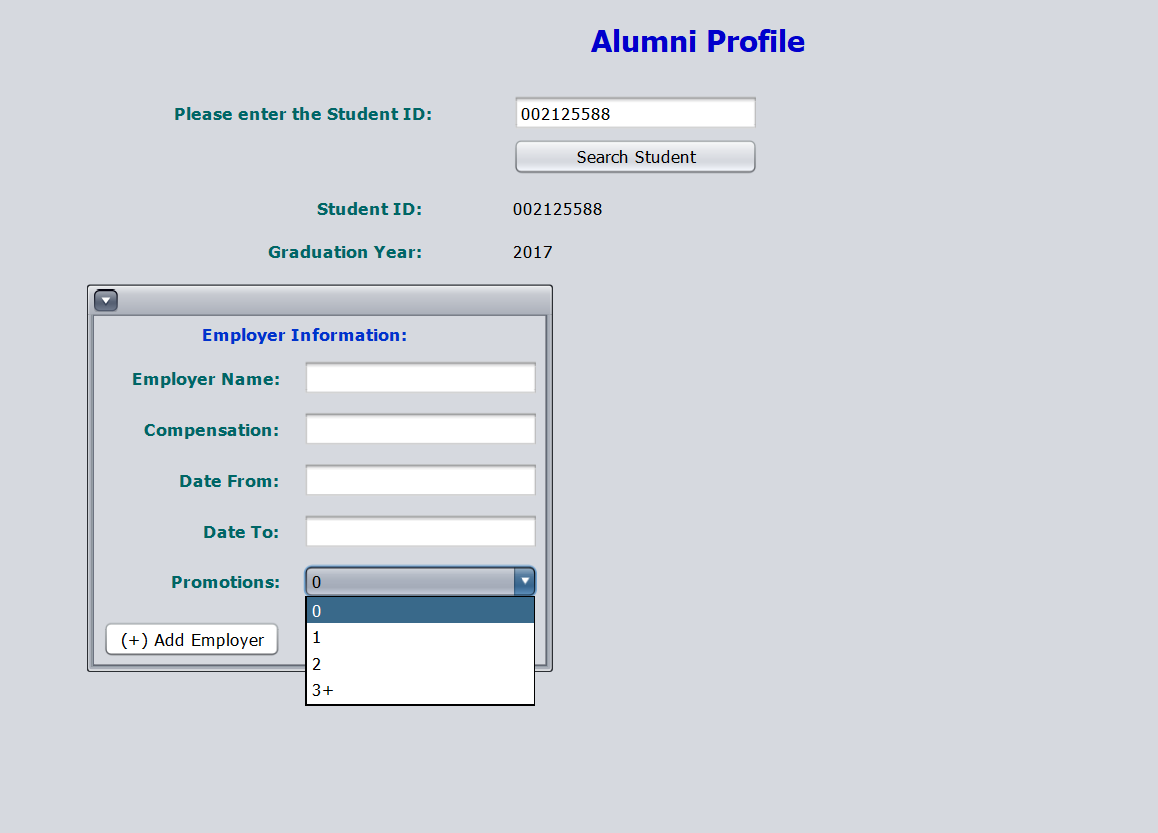 Alumni Profile
Please enter the Student ID: 002125588
Search Student
Student ID: 002125588
Graduation Year: 2017
Employer Information:
Employer Name:
Compensation:
Date From:
Date To:
Promotions: 0
0
(+) Add Employer
1
2
3+